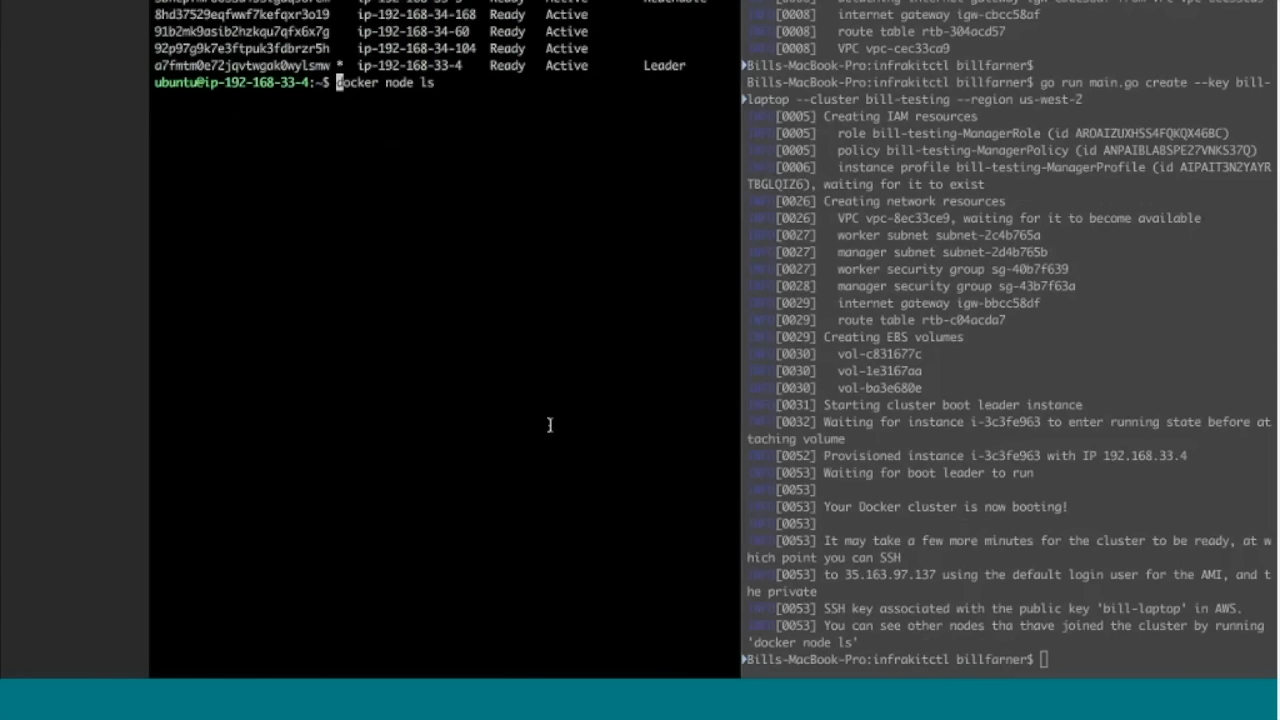 8hd37529eqfwwf7kefqxr3o19 ip-192-168-34-168 Ready Active
91b2mk9asib2hzkqu7qfx6x7g ip-192-168-34-60 Ready Active
92p97g9k7e3ftpuk3fdbrzr5h ip-192-168-34-104 Ready Active
a7fmtm0e72jqvtwgak0wylsmw * ip-192-168-33-4 Ready Active Leader
ubuntu@ip-192-168-33-4:~$ docker node ls
[0008] internet gateway igw-cbcc58af
[0008] route table rtb-304acd57
[0008] VPC vpc-cec33ca9
Bills-MacBook-Pro:infrakitctl billfarner$
Bills-MacBook-Pro:infrakitctl billfarner$ go run main.go create --key bill-
laptop --cluster bill-testing --region us-west-2
[0005] Creating IAM resources
[0005] role bill-testing-ManagerRole (id AROAIZUXHSS4FQKQX46BC)
[0005] policy bill-testing-ManagerPolicy (id ANPAIBLABSPE27VNKS37Q)
[0006] instance profile bill-testing-ManagerProfile (id AIPAIT3N2YAYR
TBGLQIZ6), waiting for it to exist
[0026] Creating network resources
[0026] VPC vpc-8ec33ce9, waiting for it to become available
[0027] worker subnet subnet-2c4b765a
[0027] manager subnet subnet-2d4b765b
[0027] worker security group sg-40b7f639
[0028] manager security group sg-43b7f63a
[0029] internet gateway igw-bbcc58df
[0029] route table rtb-c04acda7
[0029] Creating EBS volumes
[0030] vol-c831677c
[0030] vol-1e3167aa
[0030] vol-ba3e680e
[0031] Starting cluster boot leader instance
[0032] Waiting for instance i-3c3fe963 to enter running state before at
taching volume
[0052] Provisioned instance i-3c3fe963 with IP 192.168.33.4
[0053] Waiting for boot leader to run
[0053]
[0053] Your Docker cluster is now booting!
[0053]
[0053] It may take a few more minutes for the cluster to be ready, at w
hich point you can SSH
[0053] to 35.163.97.137 using the default login user for the AMI, and t
he private
[0053] SSH key associated with the public key 'bill-laptop' in AWS.
[0053] You can see other nodes tha thave joined the cluster by running
'docker node ls'
Bills-MacBook-Pro:infrakitctl billfarner$